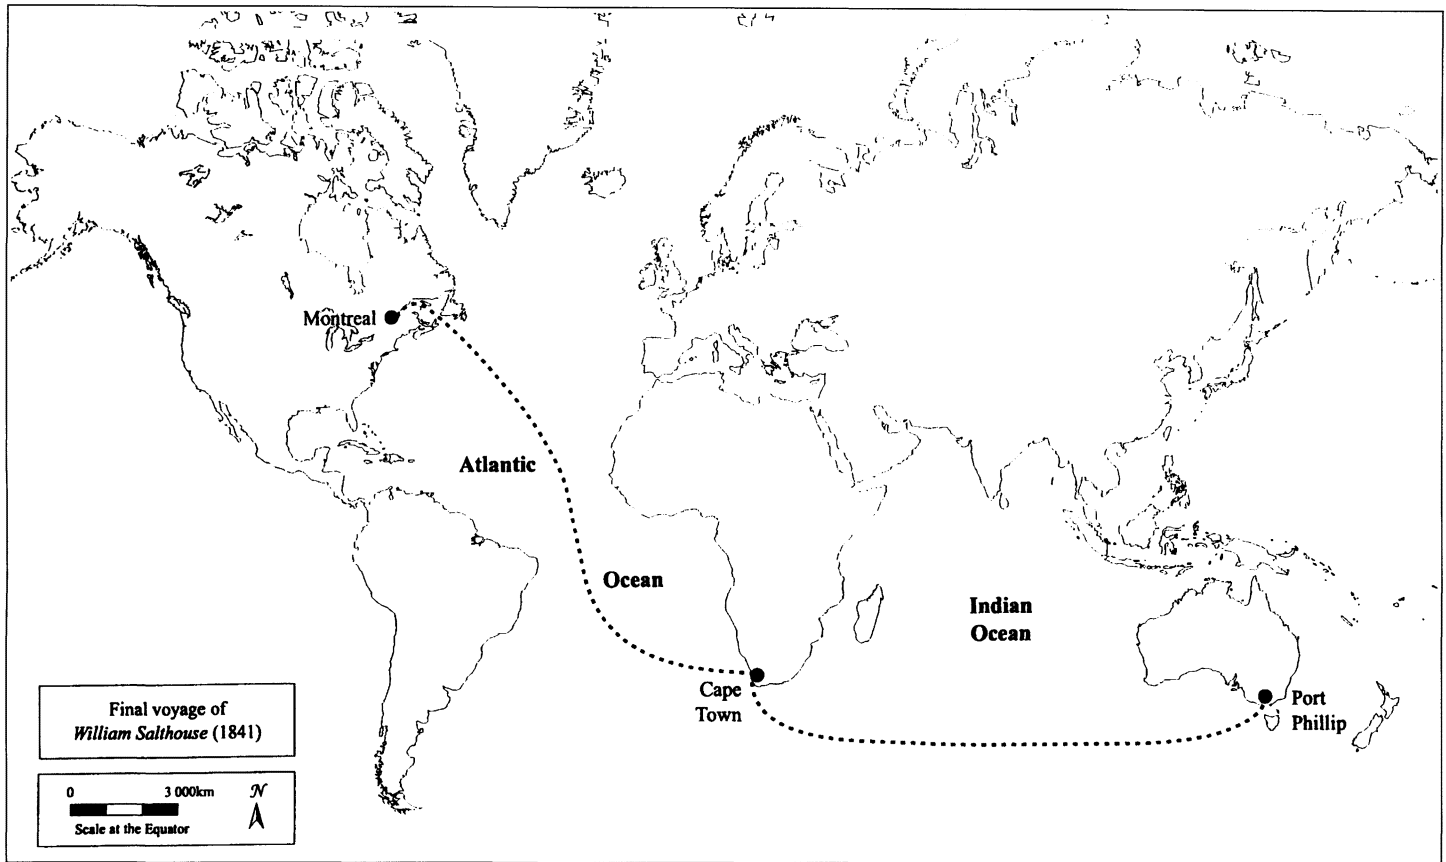 Montreal
Atlantic
Ocean
Indian
Ocean
Cape
Town
Port
Phillip
Final voyage of
William Salthouse (1841)
0 3 000km N
Scale at the Equator